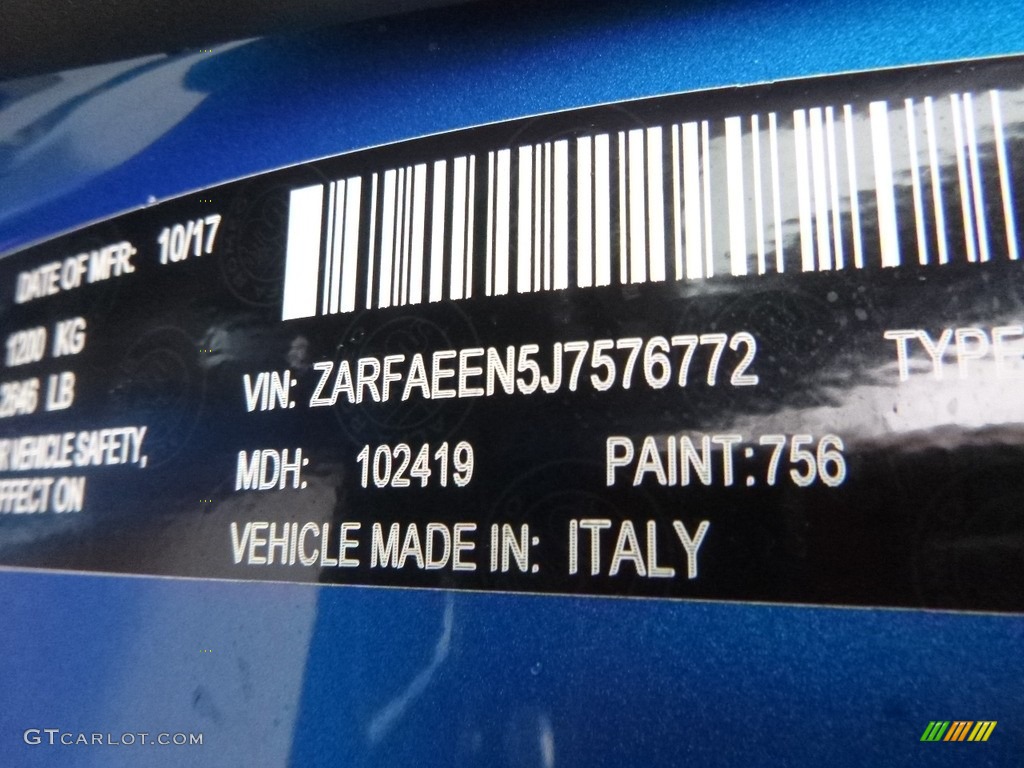 DATE OF MFR: 10/17
1200 KG
2646 LB
VEHICLE SAFETY,
EFFECT ON
VIN: ZARFAEEN5J7576772
TYPE
MDH: 102419 PAINT:756
VEHICLE MADE IN: ITALY
GTCARLOT.COM